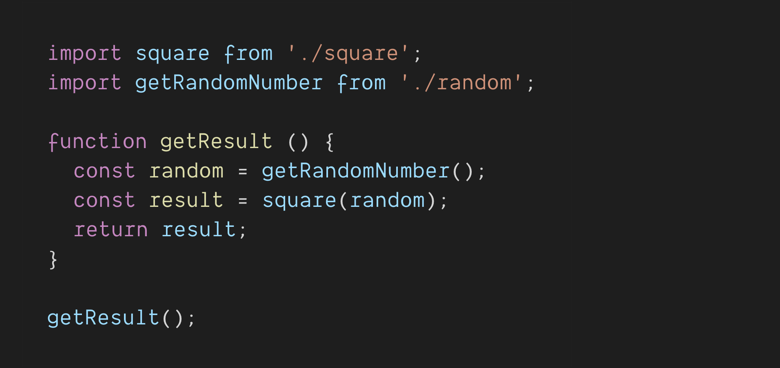 import square from './square';
import getRandomNumber from './random';
function getResult () {
const random = getRandomNumber();
const result = square(random);
return result;
}
getResult();